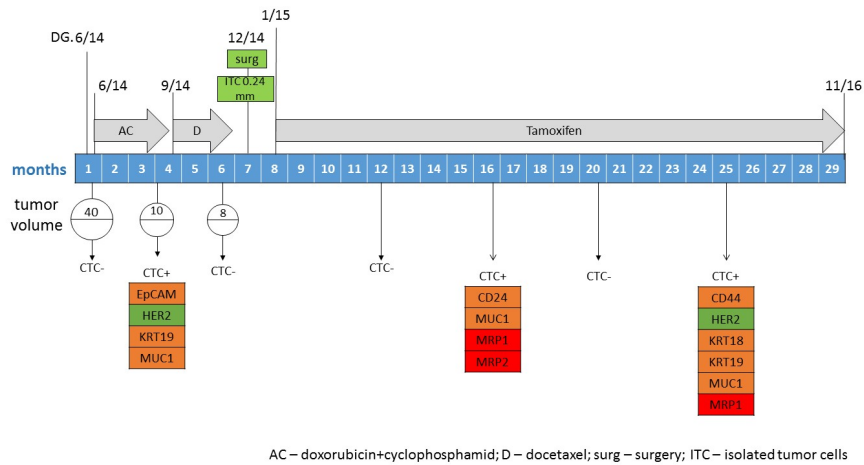 1/15
DG. 6/14
12/14
surg
6/14
9/14
ITC 0.24
mm
11/16
AC
D
Tamoxifen
months 1 2 3 4 5 6 7 8 9 10 11 12 13 14 15 16 17 18 19 20 21 22 23 24 25 26 27 28 29
tumor
volume
40
10
8
CTC-
CTC+
CTC-
CTC-
CTC+
CTC-
CTC+
EpCAM
HER2
KRT19
MUC1
CD24
MUC1
MRP1
MRP2
CD44
HER2
KRT18
KRT19
MUC1
MRP1
AC – doxorubicin+cyclophosphamid; D – docetaxel; surg – surgery; ITC – isolated tumor cells